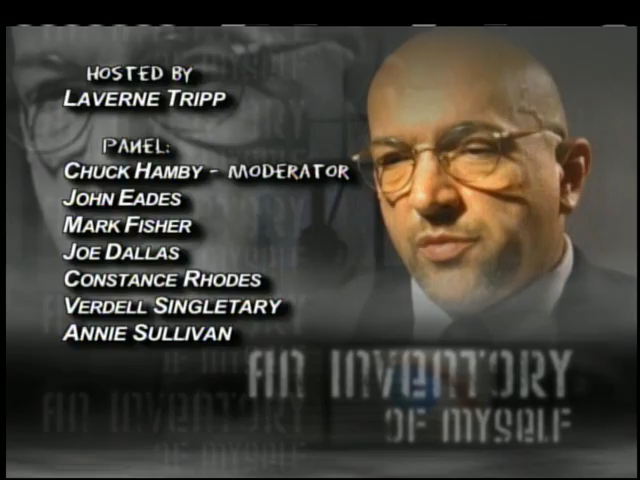 HOSTED BY
LAVERNE TRIPP
PANEL:
CHUCK HAMBY - MODERATOR
JOHN EADES
MARK FISHER
JOE DALLAS
CONSTANCE RHODES
VERDELL SINGLETARY
ANNIE SULLIVAN
AN INVENTORY
OF MYSELF